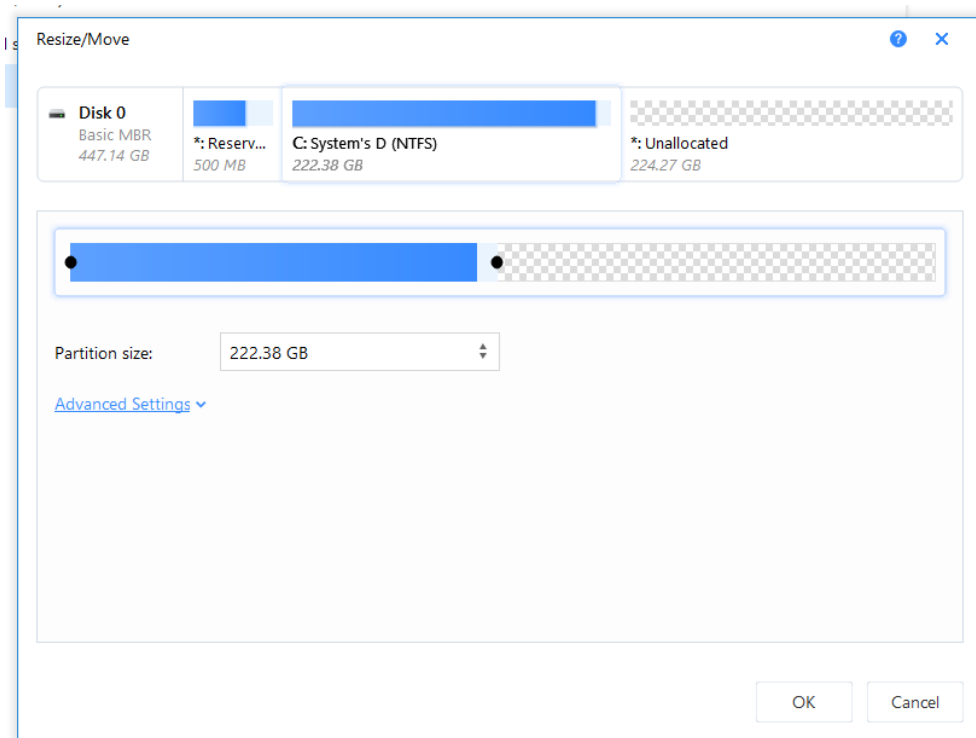 Resize/Move
Disk 0
Basic MBR
447.14 GB
*: Reserv...
500 MB
C: System's D (NTFS)
222.38 GB
*: Unallocated
224.27 GB
Partition size:
222.38 GB
Advanced Settings
OK
Cancel